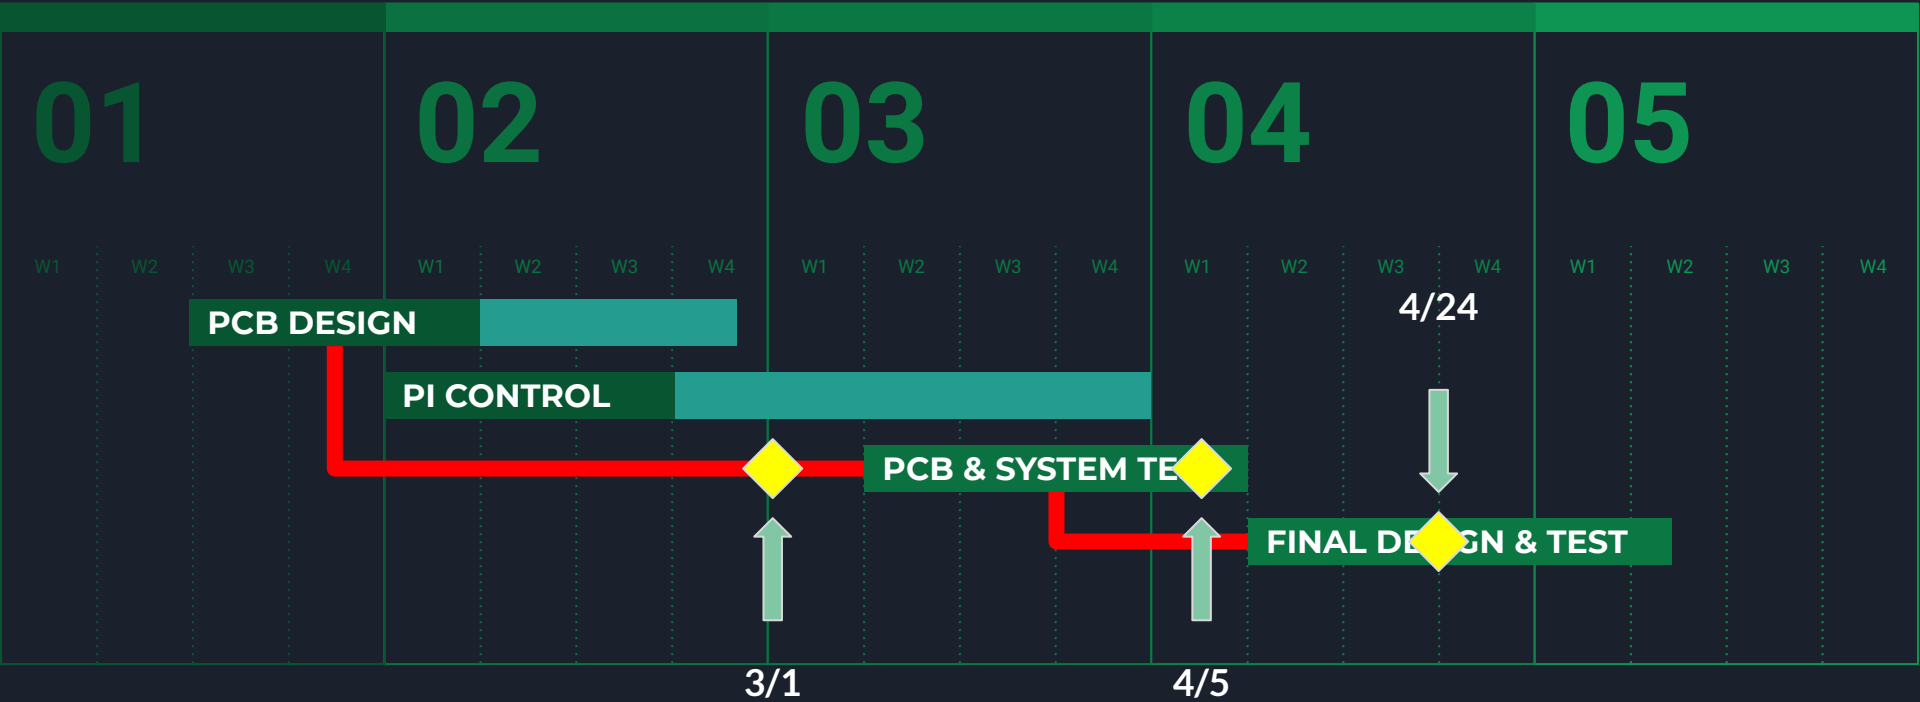 01 02 03 04 05
W1 W2 W3 W4 W1 W2 W3 W4 W1 W2 W3 W4 W1 W2 W3 W4 W1 W2 W3 W4
4/24
PCB DESIGN
PI CONTROL
PCB & SYSTEM TE
FINAL DE GN & TEST
3/1 4/5